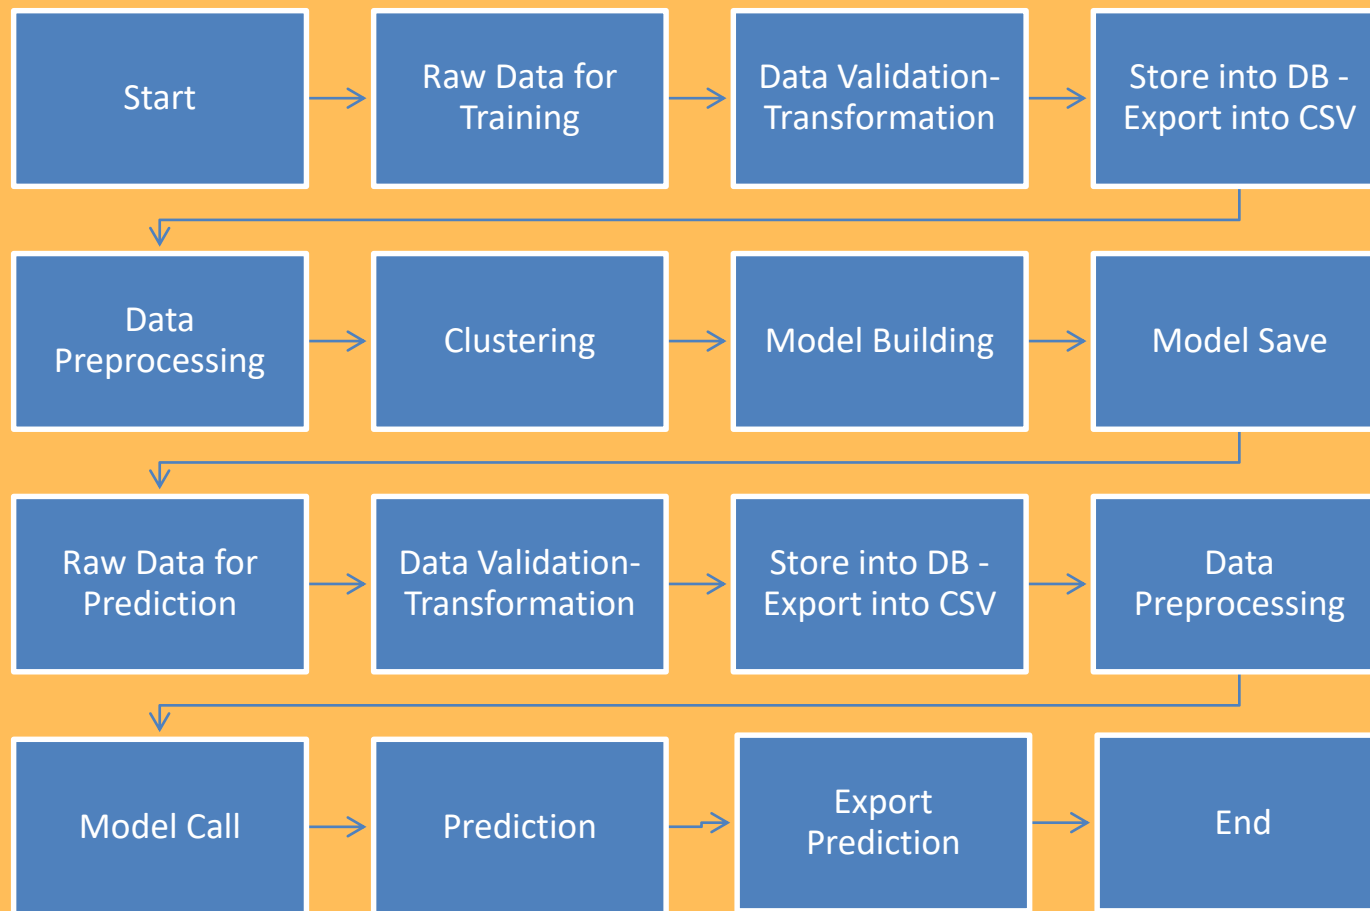 Start
Raw Data for
Training
Data Validation-
Transformation
Store into DB -
Export into CSV
Data
Preprocessing
Clustering
Model Building
Model Save
Raw Data for
Prediction
Data Validation-
Transformation
Store into DB -
Export into CSV
Data
Preprocessing
Model Call
Prediction
Export
Prediction
End